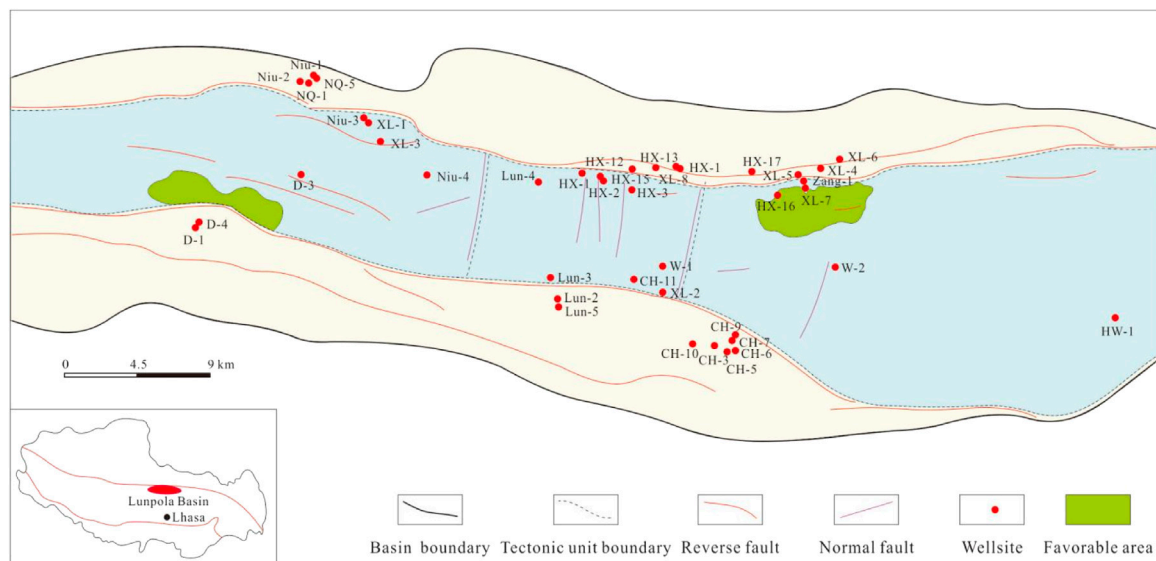 Niu-1
Niu-2
NQ-5
NQ-1
Niu-3
XL-1
XL-3
D-3
Niu-4
D-4
D-1
Lun-4
HX-12
HX-13
HX-1
HX-17
XL-6
HX-1
HX-15
XL-8
XL-5
XL-4
Zang-1
HX-2
HX-3
HX-16
XL-7
Lun-3
CH-11
W-1
W-2
XL-2
Lun-2
Lun-5
HW-1
CH-9
CH-7
CH-10
CH-3
CH-6
CH-5
0 4.5 9 km
Lunpola Basin
Lhasa
Basin boundary
Tectonic unit boundary
Reverse fault
Normal fault
Wellsite
Favorable area